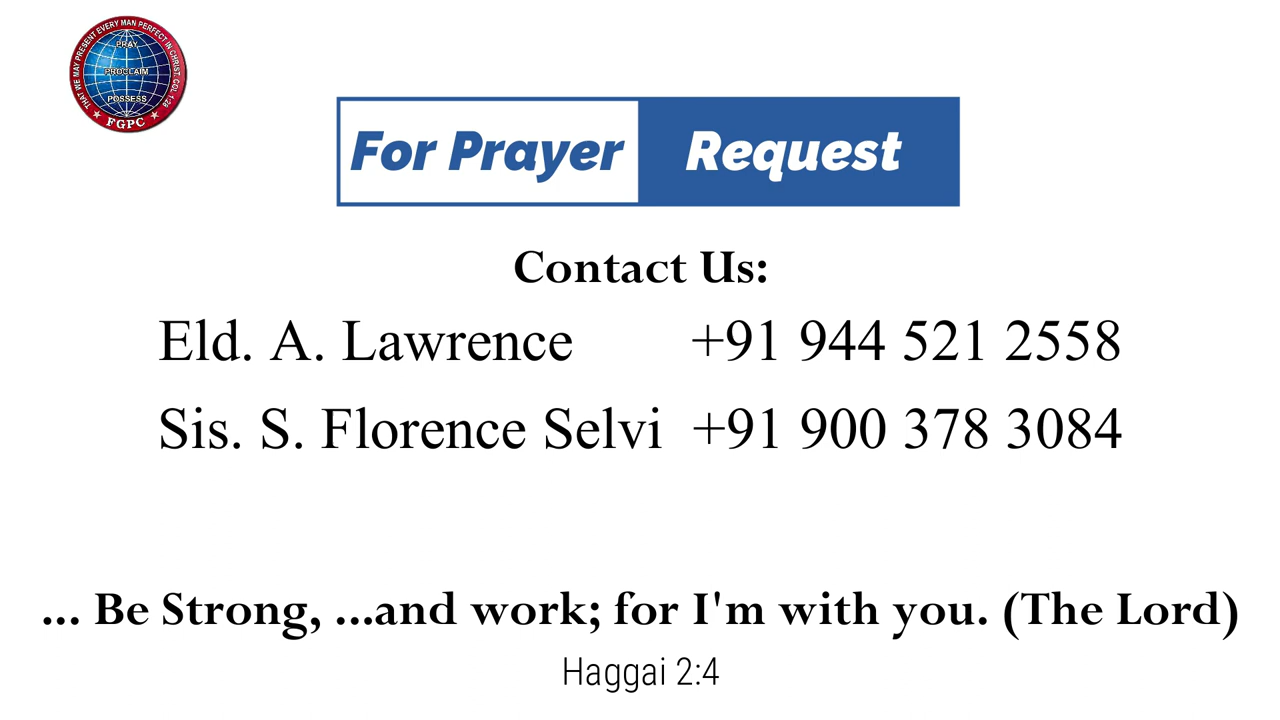 THAT WE MAY PRESENT EVERY MAN PERFECT IN CHRIST. COL 1:28
PRAY
PROCLAIM
POSSESS
FGPC
For Prayer Request
Contact Us:
Eld. A. Lawrence +91 944 521 2558
Sis. S. Florence Selvi +91 900 378 3084
... Be Strong, ...and work; for I'm with you. (The Lord)
Haggai 2:4